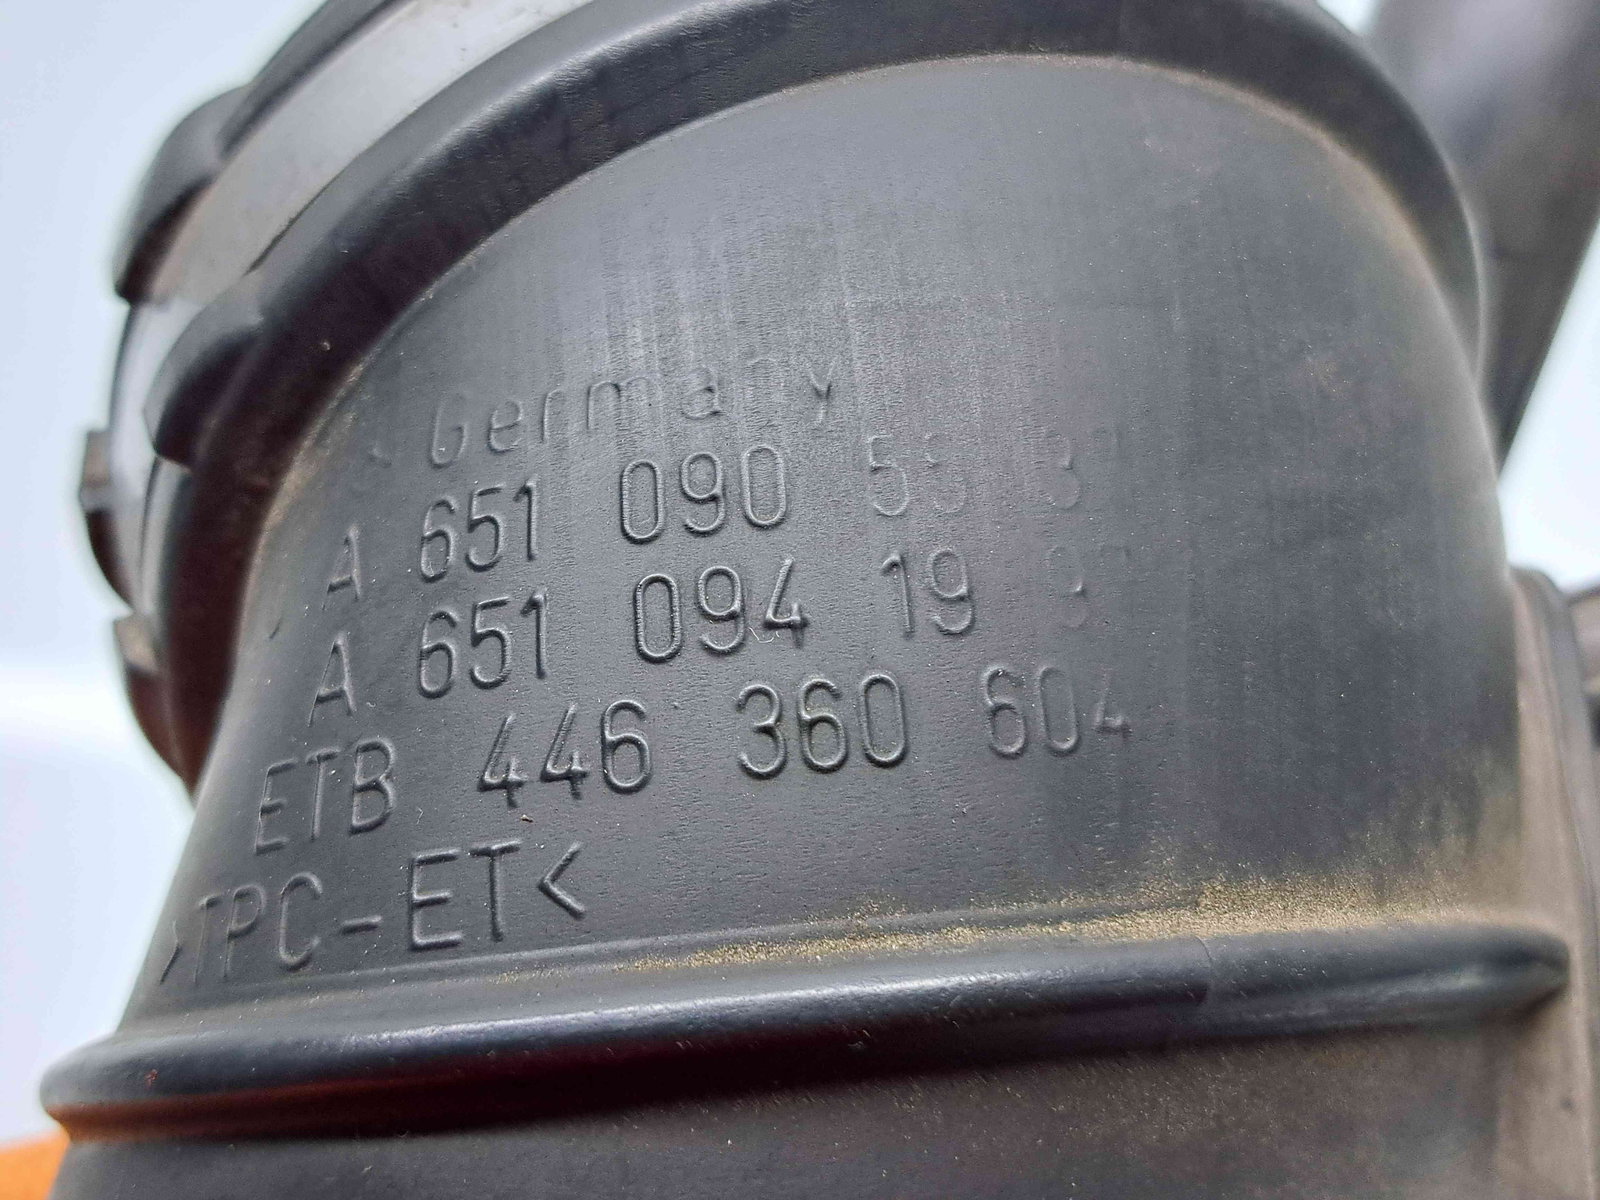 Germany
A 651 090
A 651 094 19
ETB 446 360 604
>TPC-ET<